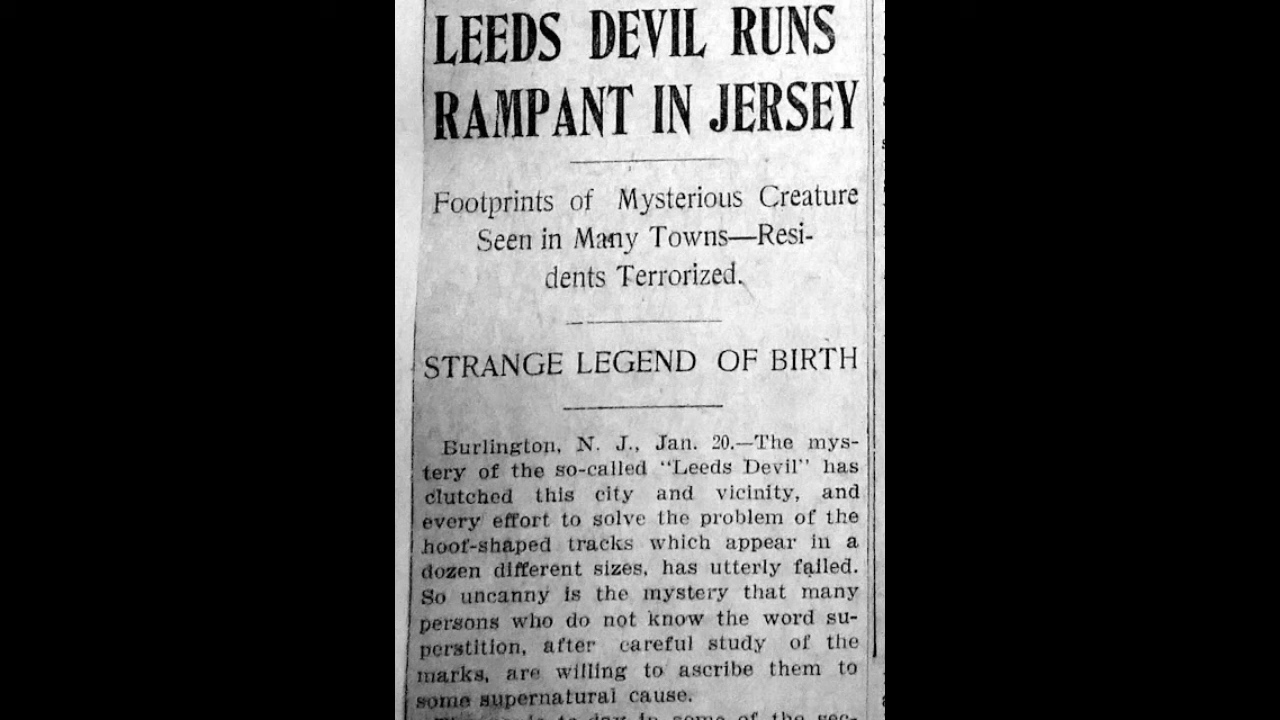 LEEDS DEVIL RUNS
RAMPANT IN JERSEY
Footprints of Mysterious Creature
Seen in Many Towns—Resi-
dents Terrorized.
STRANGE LEGEND OF BIRTH
Burlington, N. J., Jan. 20.—The mys-
tery of the so-called "Leeds Devil" has
clutched this city and vicinity, and
every effort to solve the problem of the
hoof-shaped tracks which appear in a
dozen different sizes, has utterly failed.
So uncanny is the mystery that many
persons who do not know the word su-
perstition, after careful study of the
marks, are willing to ascribe them to
some supernatural cause.